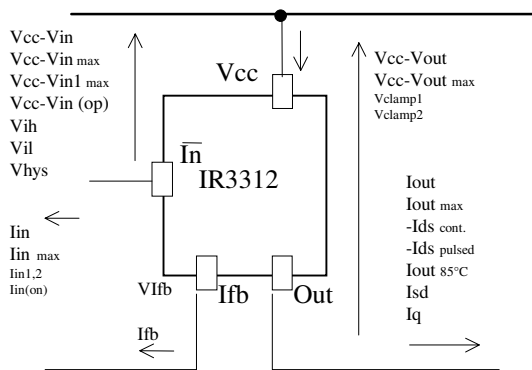 Vcc-Vin
Vcc-Vin max
Vcc-Vin1 max
Vcc-Vin (op)
Vih
Vil
Vhys
Iin
Iin max
Iin1,2
Iin(on)
Vcc
In
IR3312
VIfb
Ifb
Out
Ifb
Vcc-Vout
Vcc-Vout max
Vclamp1
Vclamp2
Iout
Iout max
-Ids cont.
-Ids pulsed
Iout 85°C
Isd
Iq